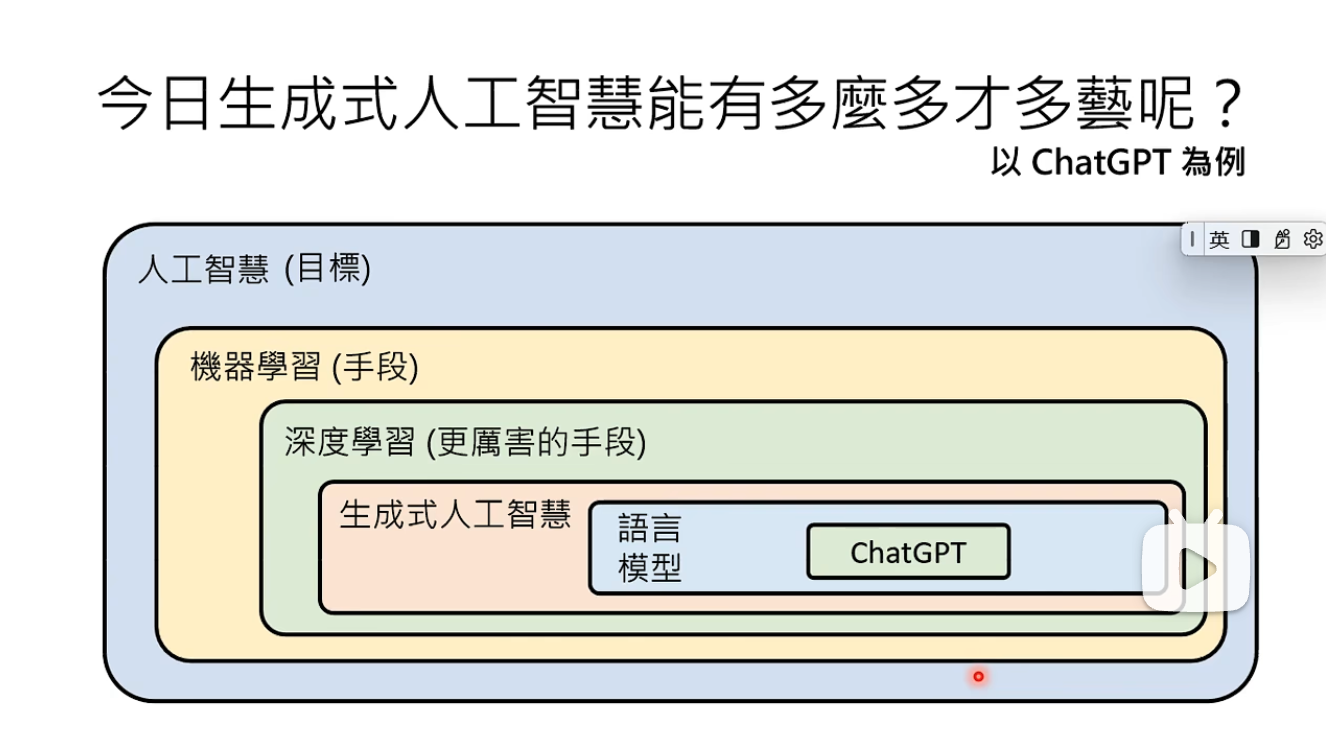 今日生成式人工智慧能有多麼多才多藝呢？
以 ChatGPT 為例
英
人工智慧 (目標)
機器學習 (手段)
深度學習 (更厲害的手段)
生成式人工智慧
語言
模型
ChatGPT